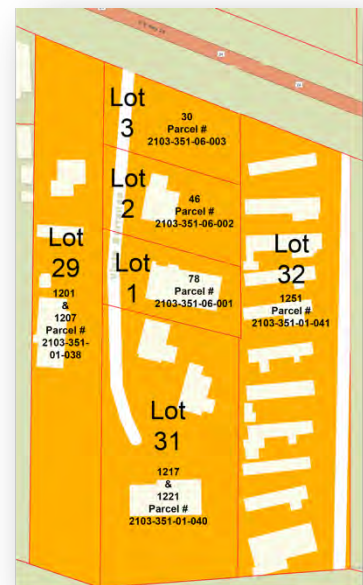 Lot
3
30
Parcel #
2103-351-06-003
Lot
2
46
Parcel #
2103-351-06-002
Lot
1
78
Parcel #
2103-351-06-001
Lot
29
1201
&
1207
Parcel #
2103-351-
01-038
Lot
32
1251
Parcel #
2103-351-01-041
Lot
31
1217
&
1221
Parcel #
2103-351-01-040